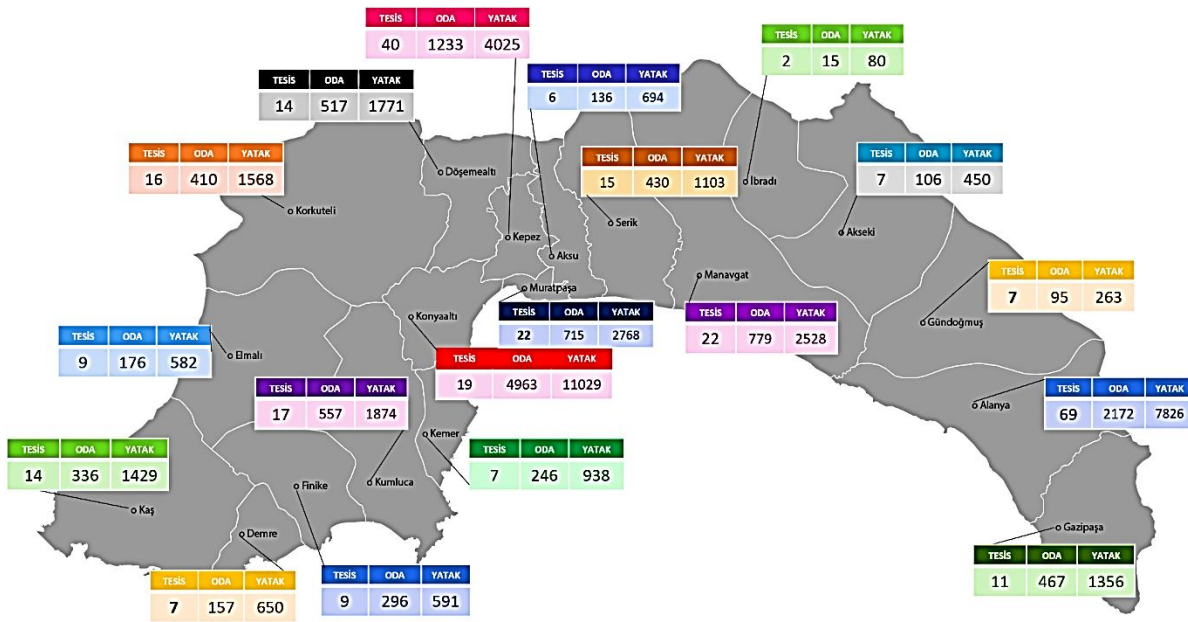 TESİS ODA YATAK
40 1233 4025
TESİS ODA YATAK
2 15 80
TESİS ODA YATAK
14 517 1771
TESİS ODA YATAK
6 136 694
TESİS ODA YATAK
16 410 1568
TESİS ODA YATAK
15 430 1103
TESİS ODA YATAK
7 106 450
Döşemealtı
İbradı
Korkuteli
Serik
Kepez
Akseki
Aksu
Manavgat
TESİS ODA YATAK
7 95 263
Muratpaşa
TESİS ODA YATAK
22 715 2768
TESİS ODA YATAK
22 779 2528
Konyaaltı
Gündoğmuş
TESİS ODA YATAK
9 176 582
Elmalı
TESİS ODA YATAK
19 4963 11029
TESİS ODA YATAK
17 557 1874
TESİS ODA YATAK
69 2172 7826
Alanya
Kemer
TESİS ODA YATAK
14 336 1429
TESİS ODA YATAK
7 246 938
Finike
Kumluca
Kaş
Demre
Gazipaşa
TESİS ODA YATAK
11 467 1356
TESİS ODA YATAK
7 157 650
TESİS ODA YATAK
9 296 591